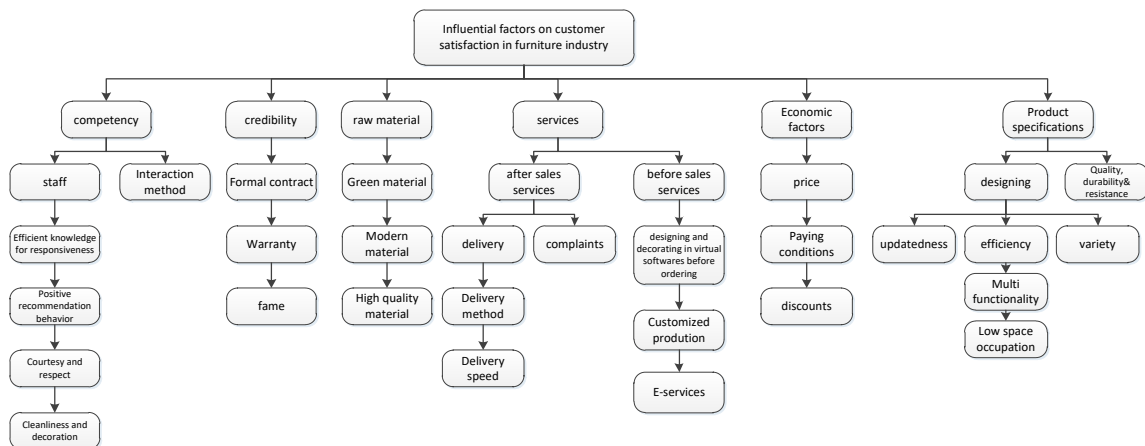 Influential factors on customer
satisfaction in furniture industry
competency
credibility
raw material
services
Economic
factors
Product
specifications
staff
Interaction
method
Formal contract
Green material
after sales
services
before sales
services
price
designing
Quality,
durability&
resistance
Efficient knowledge
for responsiveness
Warranty
Modern
material
delivery
complaints
designing and
decorating in virtual
softwares before
ordering
Paying
conditions
updatedness
efficiency
variety
Positive
recommendation
behavior
fame
High quality
material
Delivery
method
Customized
prodution
discounts
Multi
functionality
Low space
occupation
Courtesy and
respect
Delivery
speed
E-services
Cleanliness and
decoration